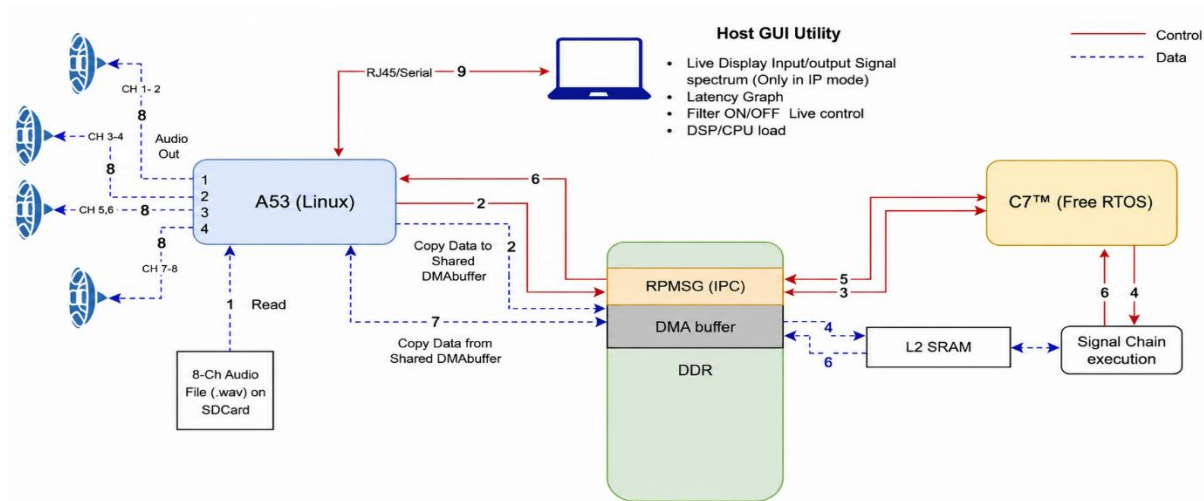 Host GUI Utility
• Live Display Input/output Signal
spectrum (Only in IP mode)
• Latency Graph
• Filter ON/OFF Live control
• DSP/CPU load
Control
Data
RJ45/Serial
9
CH 1- 2
8
CH 3-4
8
Audio
Out
CH 5,6
8
8
CH 7-8
1
2
3
4
A53 (Linux)
6
2
2
Copy Data to
Shared
DMAbuffer
7
Copy Data from
Shared DMAbuffer
1
Read
8-Ch Audio
File (.wav) on
SDCard
RPMSG (IPC)
DMA buffer
DDR
5
3
4
6
L2 SRAM
C7™ (Free RTOS)
6
4
Signal Chain
execution